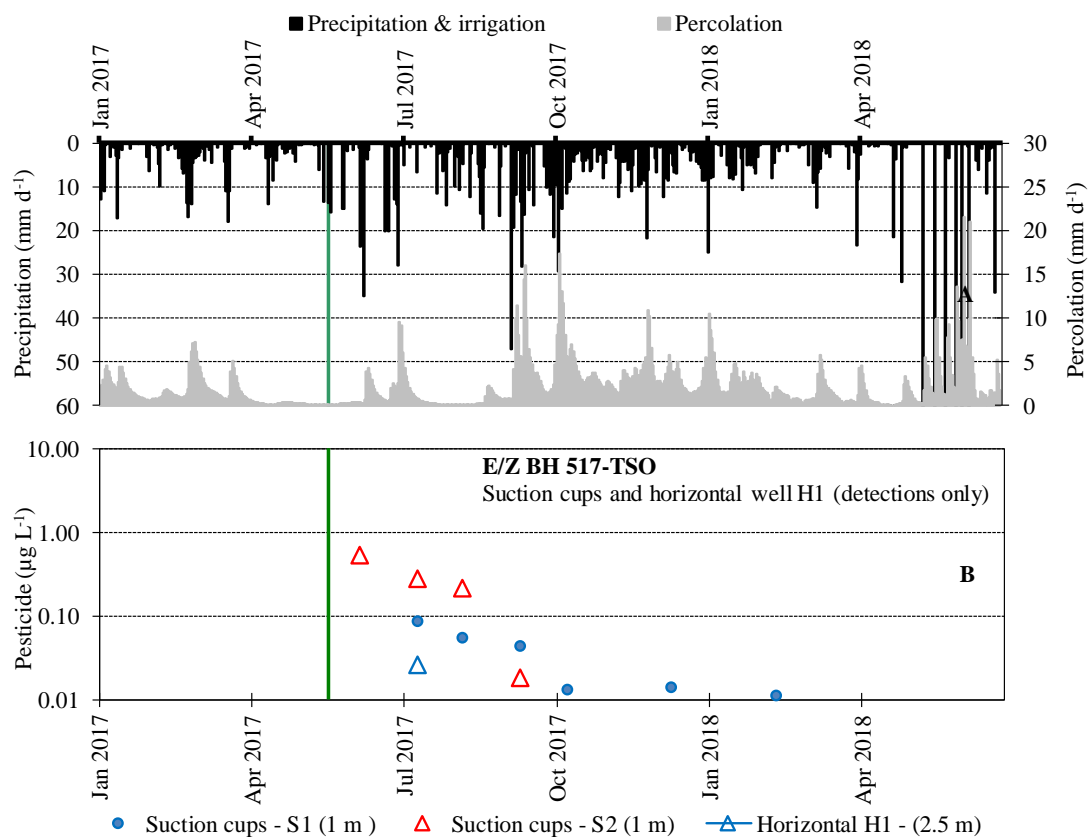 Precipitation & irrigation Percolation
Jan 2017 Apr 2017 Jul 2017 Oct 2017 Jan 2018 Apr 2018
Precipitation (mm d⁻¹)
0
10
20
30
40
50
60
30
25
20
15
10
5
0
Percolation (mm d⁻¹)
A
Pesticide (µg L⁻¹)
10.00
1.00
0.10
0.01
E/Z BH 517-TSO
Suction cups and horizontal well H1 (detections only)
B
Jan 2017 Apr 2017 Jul 2017 Oct 2017 Jan 2018 Apr 2018
Suction cups - S1 (1 m ) Suction cups - S2 (1 m) Horizontal H1 - (2.5 m)